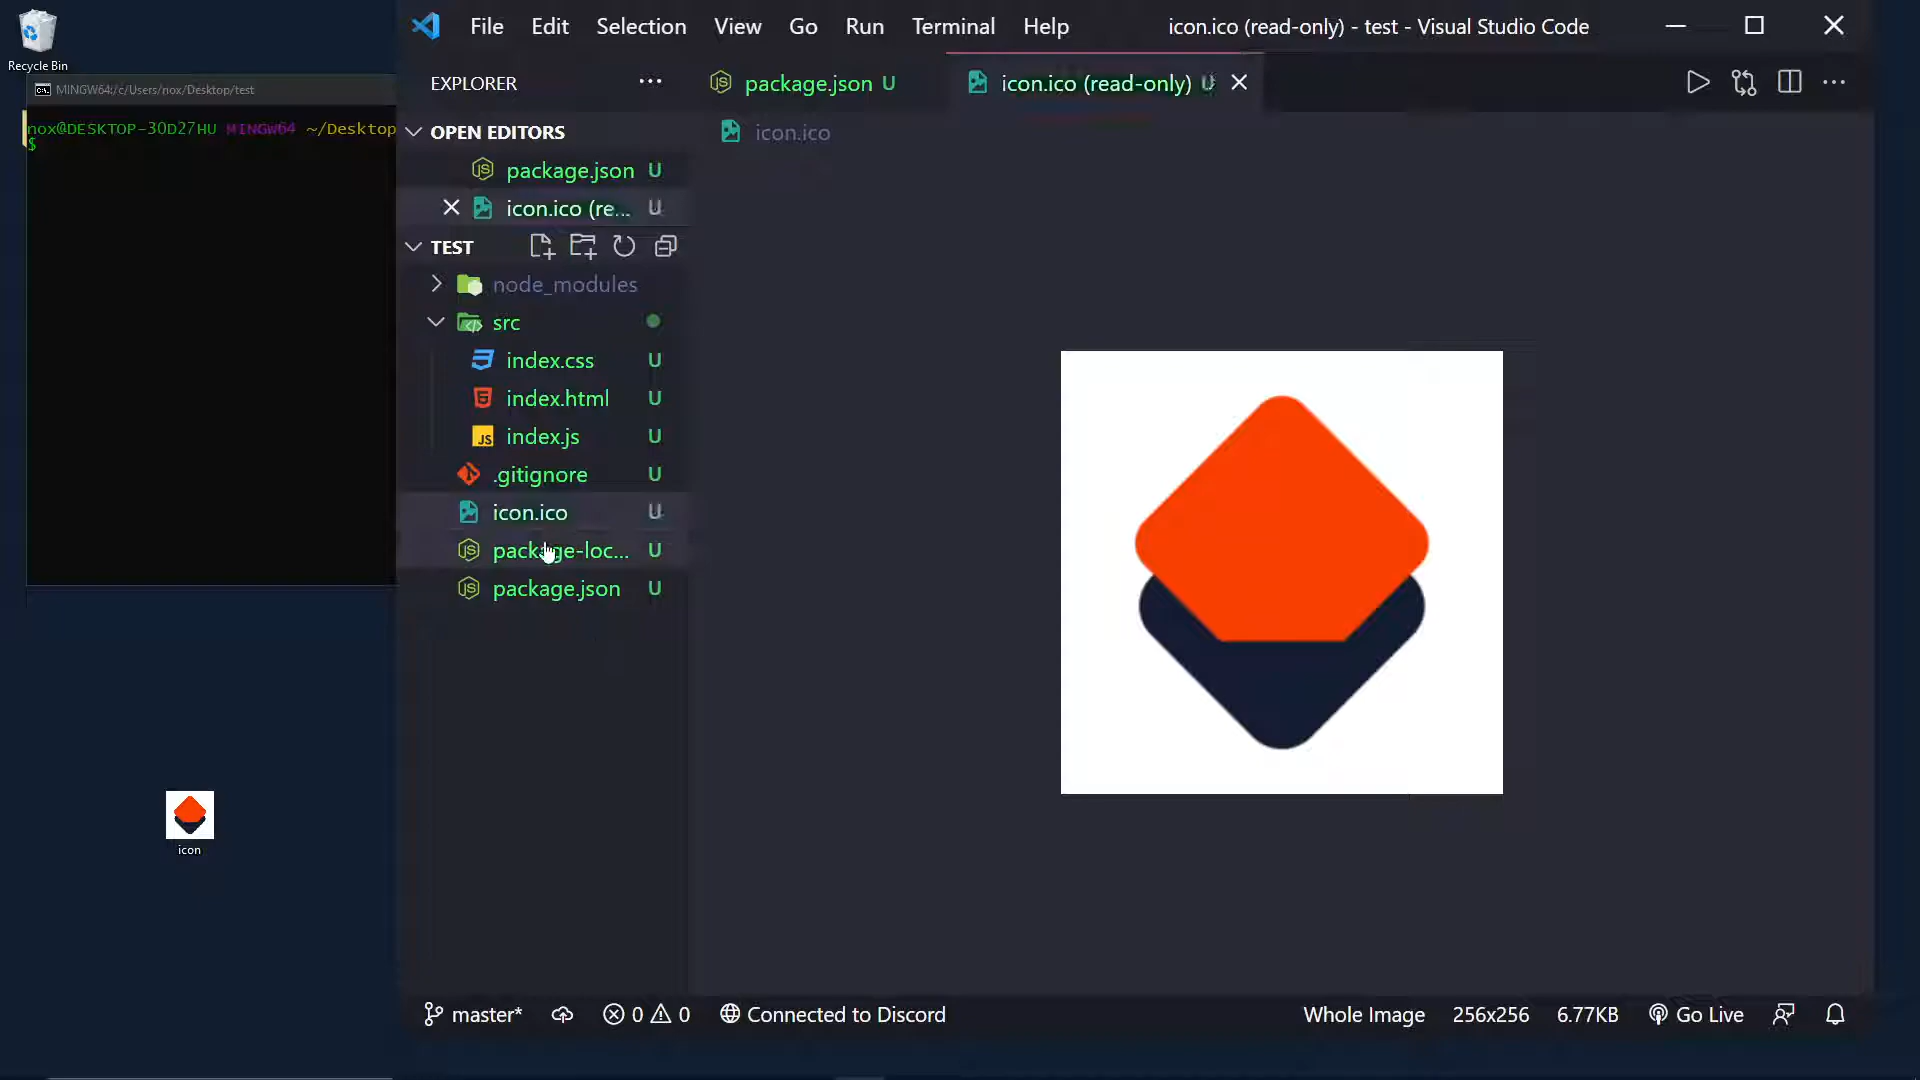 Recycle Bin
MINGW64:/c/Users/nox/Desktop/test
nox@DESKTOP-3OD27HU MINGW64 ~/Desktop
$
icon
File Edit Selection View Go Run Terminal Help
icon.ico (read-only) - test - Visual Studio Code
EXPLORER
package.json U
icon.ico (read-only) U
icon.ico
OPEN EDITORS
package.json U
icon.ico (re... U
TEST
node_modules
src
index.css U
index.html U
JS index.js U
.gitignore U
icon.ico U
package-loc... U
package.json U
master* 0 0 Connected to Discord
Whole Image 256x256 6.77KB Go Live